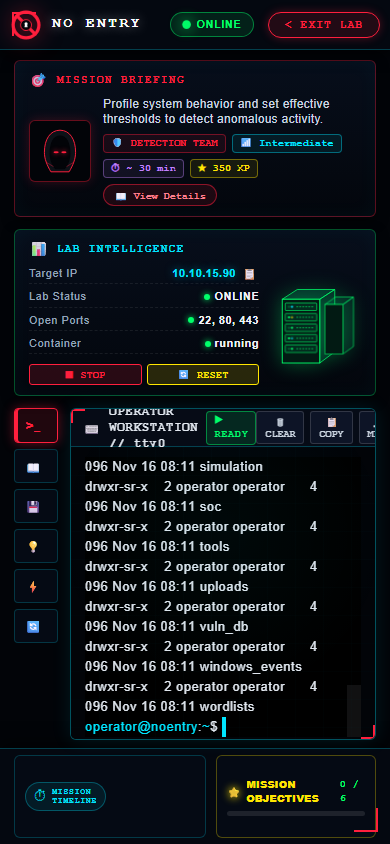 NO ENTRY
ONLINE
< EXIT LAB
MISSION BRIEFING
Profile system behavior and set effective
thresholds to detect anomalous activity.
DETECTION TEAM
Intermediate
~ 30 min
350 XP
View Details
LAB INTELLIGENCE
Target IP 10.10.15.90
Lab Status ONLINE
Open Ports 22, 80, 443
Container running
STOP
RESET
>_
OPERATOR
WORKSTATION
// tty0
READY
CLEAR
COPY
096 Nov 16 08:11 simulation
drwxr-sr-x 2 operator operator 4
096 Nov 16 08:11 soc
drwxr-sr-x 2 operator operator 4
096 Nov 16 08:11 tools
drwxr-sr-x 2 operator operator 4
096 Nov 16 08:11 uploads
drwxr-sr-x 2 operator operator 4
096 Nov 16 08:11 vuln_db
drwxr-sr-x 2 operator operator 4
096 Nov 16 08:11 windows_events
drwxr-sr-x 2 operator operator 4
096 Nov 16 08:11 wordlists
operator@noentry:~$
MISSION
TIMELINE
MISSION
OBJECTIVES
0 /
6